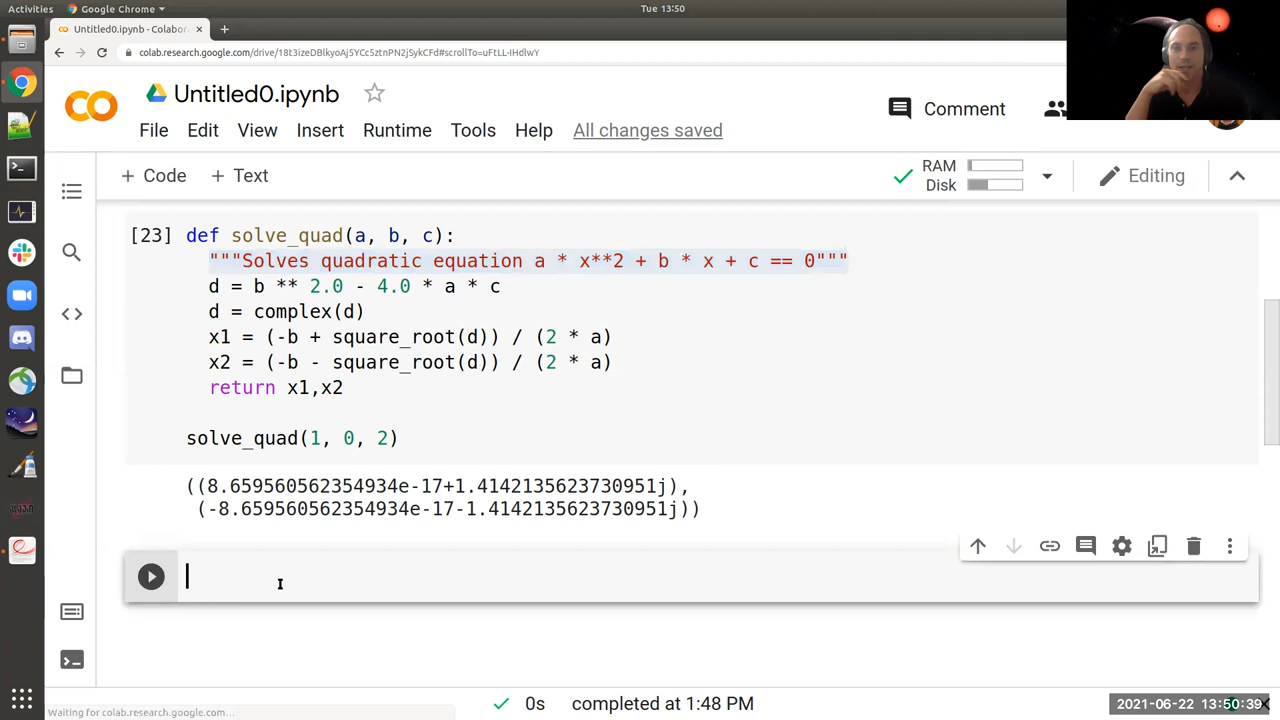 Activities
Google Chrome
Tue 13:50
Untitled0.ipynb - Colabor
colab.research.google.com/drive/18t3izeDBlkyoAj5YCc5ztnPN2jSykCFd#scrollTo=uFtLL-IHdlwY
Untitled0.ipynb
Comment
File Edit View Insert Runtime Tools Help All changes saved
+ Code + Text
RAM
Disk
Editing
[23] def solve_quad(a, b, c):
"""Solves quadratic equation a * x**2 + b * x + c == 0"""
d = b ** 2.0 - 4.0 * a * c
d = complex(d)
x1 = (-b + square_root(d)) / (2 * a)
x2 = (-b - square_root(d)) / (2 * a)
return x1,x2
solve_quad(1, 0, 2)
((8.659560562354934e-17+1.4142135623730951j),
(-8.659560562354934e-17-1.4142135623730951j))
0s completed at 1:48 PM
Waiting for colab.research.google.com...
2021-06-22 13:50:39